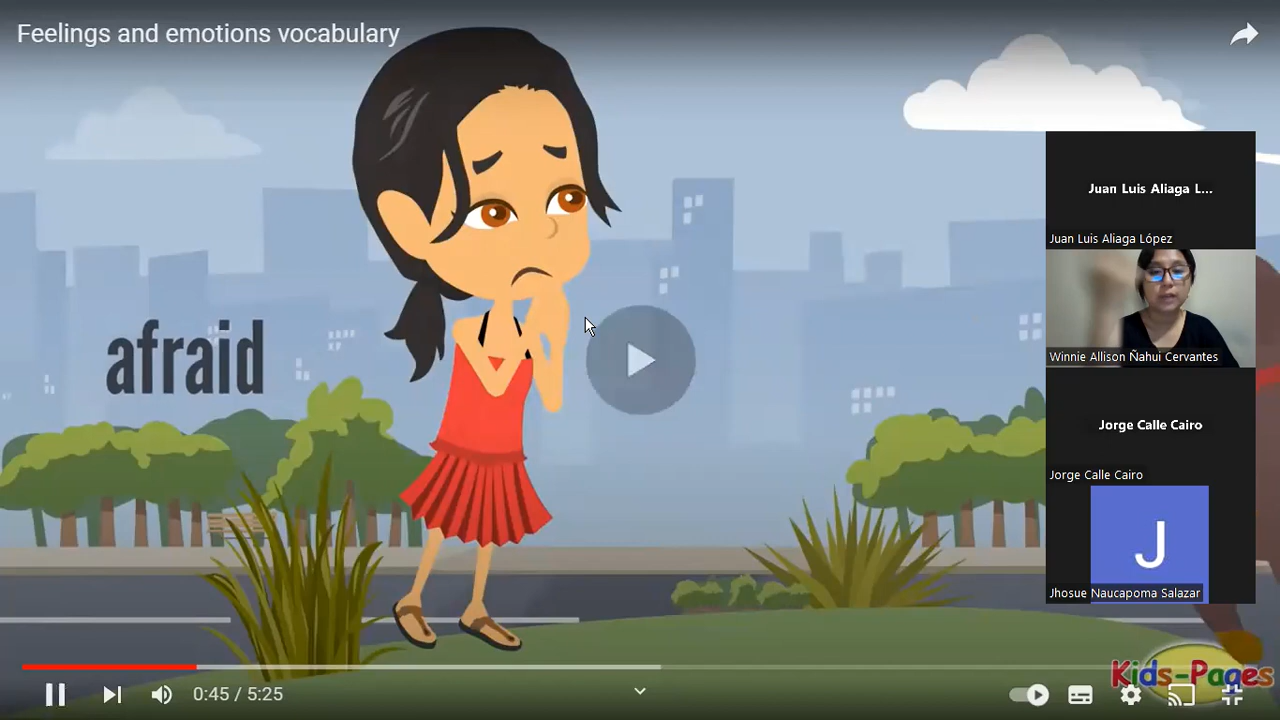 Feelings and emotions vocabulary
Juan Luis Aliaga L...
Juan Luis Aliaga López
Winnie Allison Ñahui Cervantes
afraid
Jorge Calle Cairo
Jorge Calle Cairo
J
Jhosue Naucapoma Salazar
Kids-Pages
0:45 / 5:25